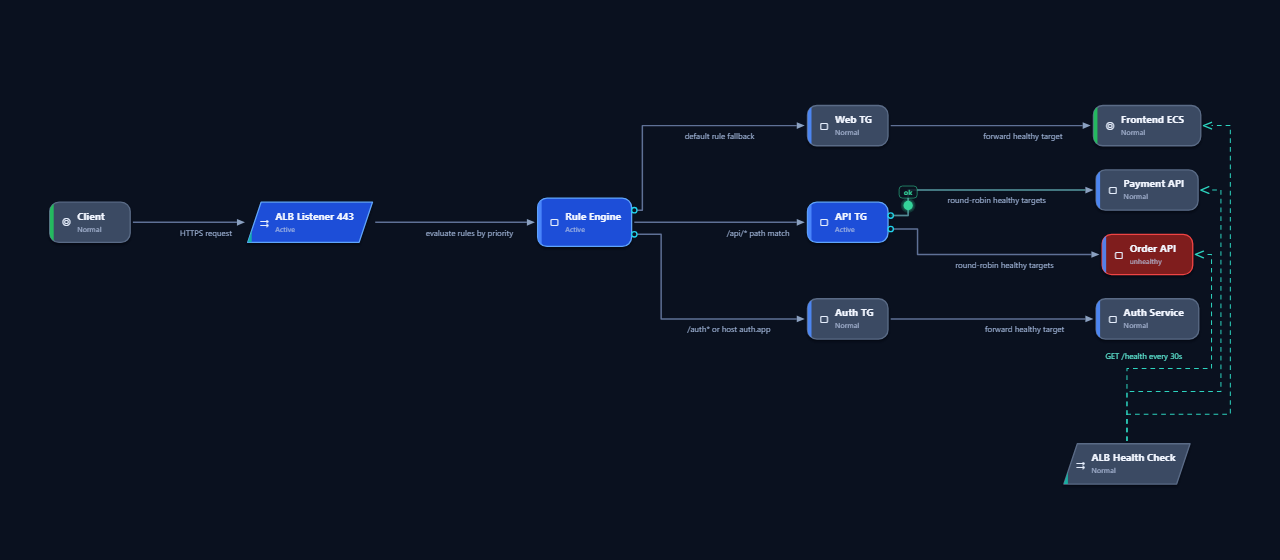 Client
Normal
HTTPS request
ALB Listener 443
Active
evaluate rules by priority
Rule Engine
Active
default rule fallback
/api/* path match
/auth* or host auth.app
Web TG
Normal
forward healthy target
Frontend ECS
Normal
API TG
Active
ok
round-robin healthy targets
Payment API
Normal
round-robin healthy targets
Order API
unhealthy
Auth TG
Normal
forward healthy target
Auth Service
Normal
GET /health every 30s
ALB Health Check
Normal